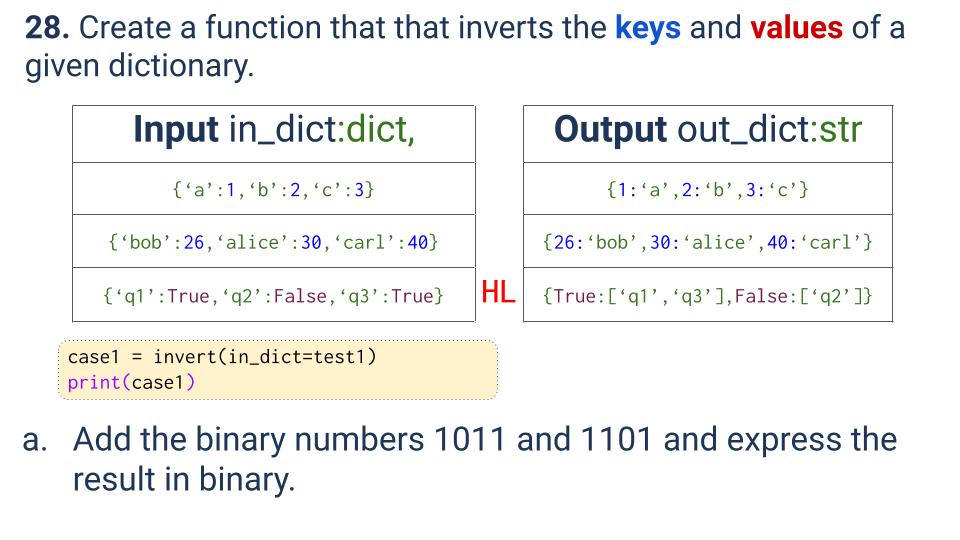 28. Create a function that that inverts the keys and values of a
given dictionary.
Input in_dict:dict,
Output out_dict:str
{‘a’:1,‘b’:2,‘c’:3}
{1:‘a’,2:‘b’,3:‘c’}
{‘bob’:26,‘alice’:30,‘carl’:40}
{26:‘bob’,30:‘alice’,40:‘carl’}
{‘q1’:True,‘q2’:False,‘q3’:True}
HL
{True:[‘q1’,‘q3’],False:[‘q2’]}
case1 = invert(in_dict=test1)
print(case1)
a. Add the binary numbers 1011 and 1101 and express the
result in binary.